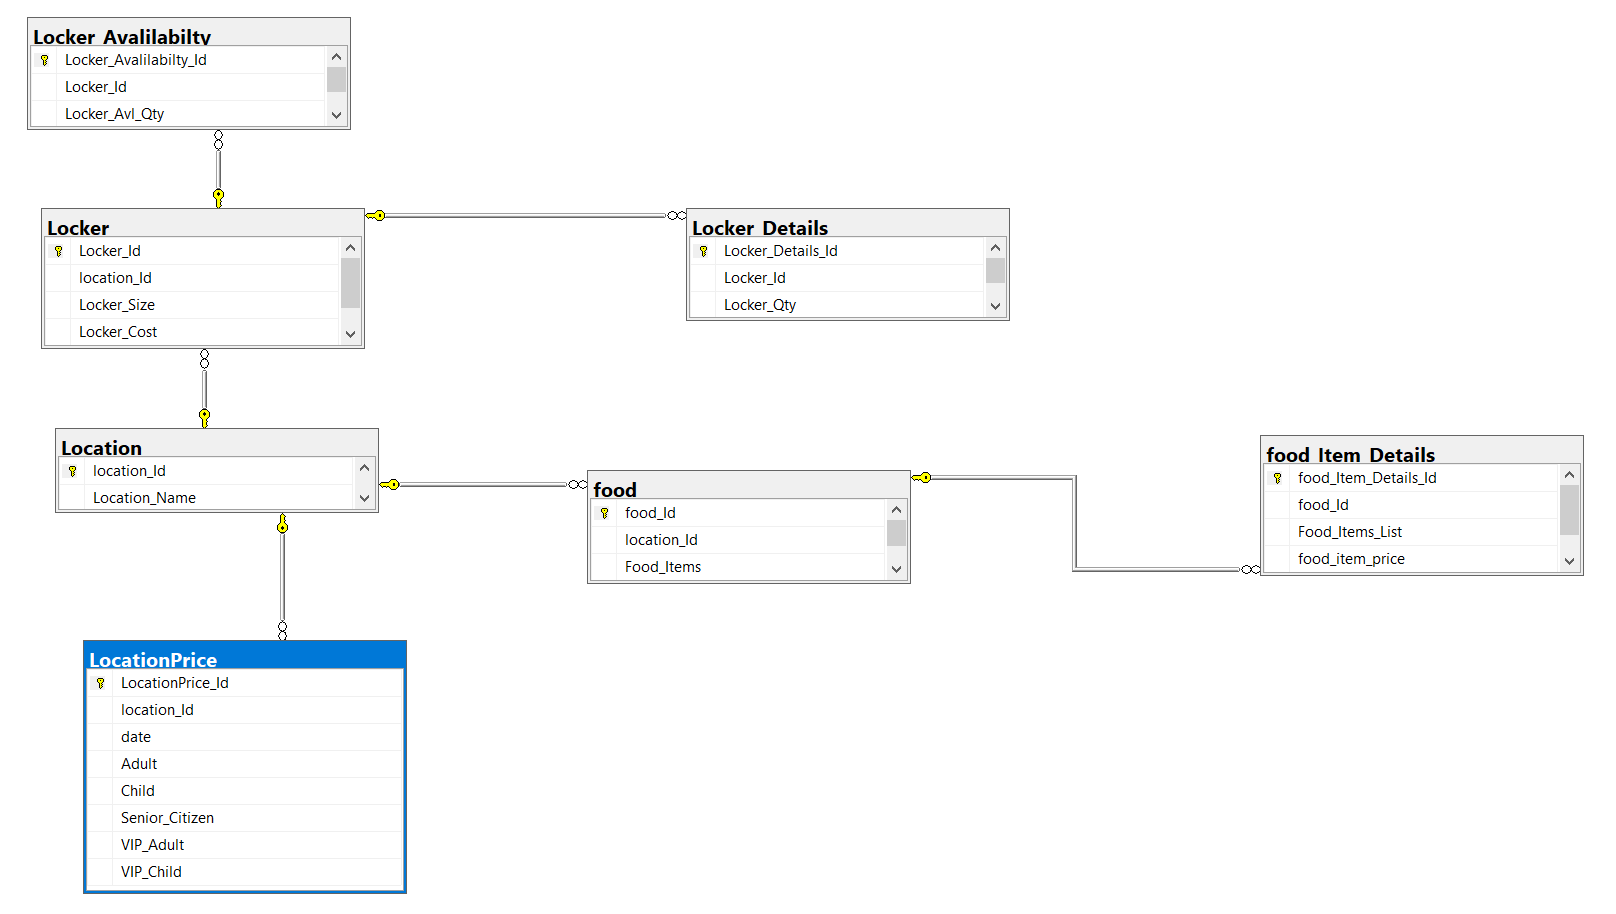 Locker_Avalilabilty
Locker_Avalilabilty_Id
Locker_Id
Locker_Avl_Qty
Locker
Locker_Id
location_Id
Locker_Size
Locker_Cost
Locker_Details
Locker_Details_Id
Locker_Id
Locker_Qty
Location
location_Id
Location_Name
food
food_Id
location_Id
Food_Items
food_Item_Details
food_Item_Details_Id
food_Id
Food_Items_List
food_item_price
LocationPrice
LocationPrice_Id
location_Id
date
Adult
Child
Senior_Citizen
VIP_Adult
VIP_Child